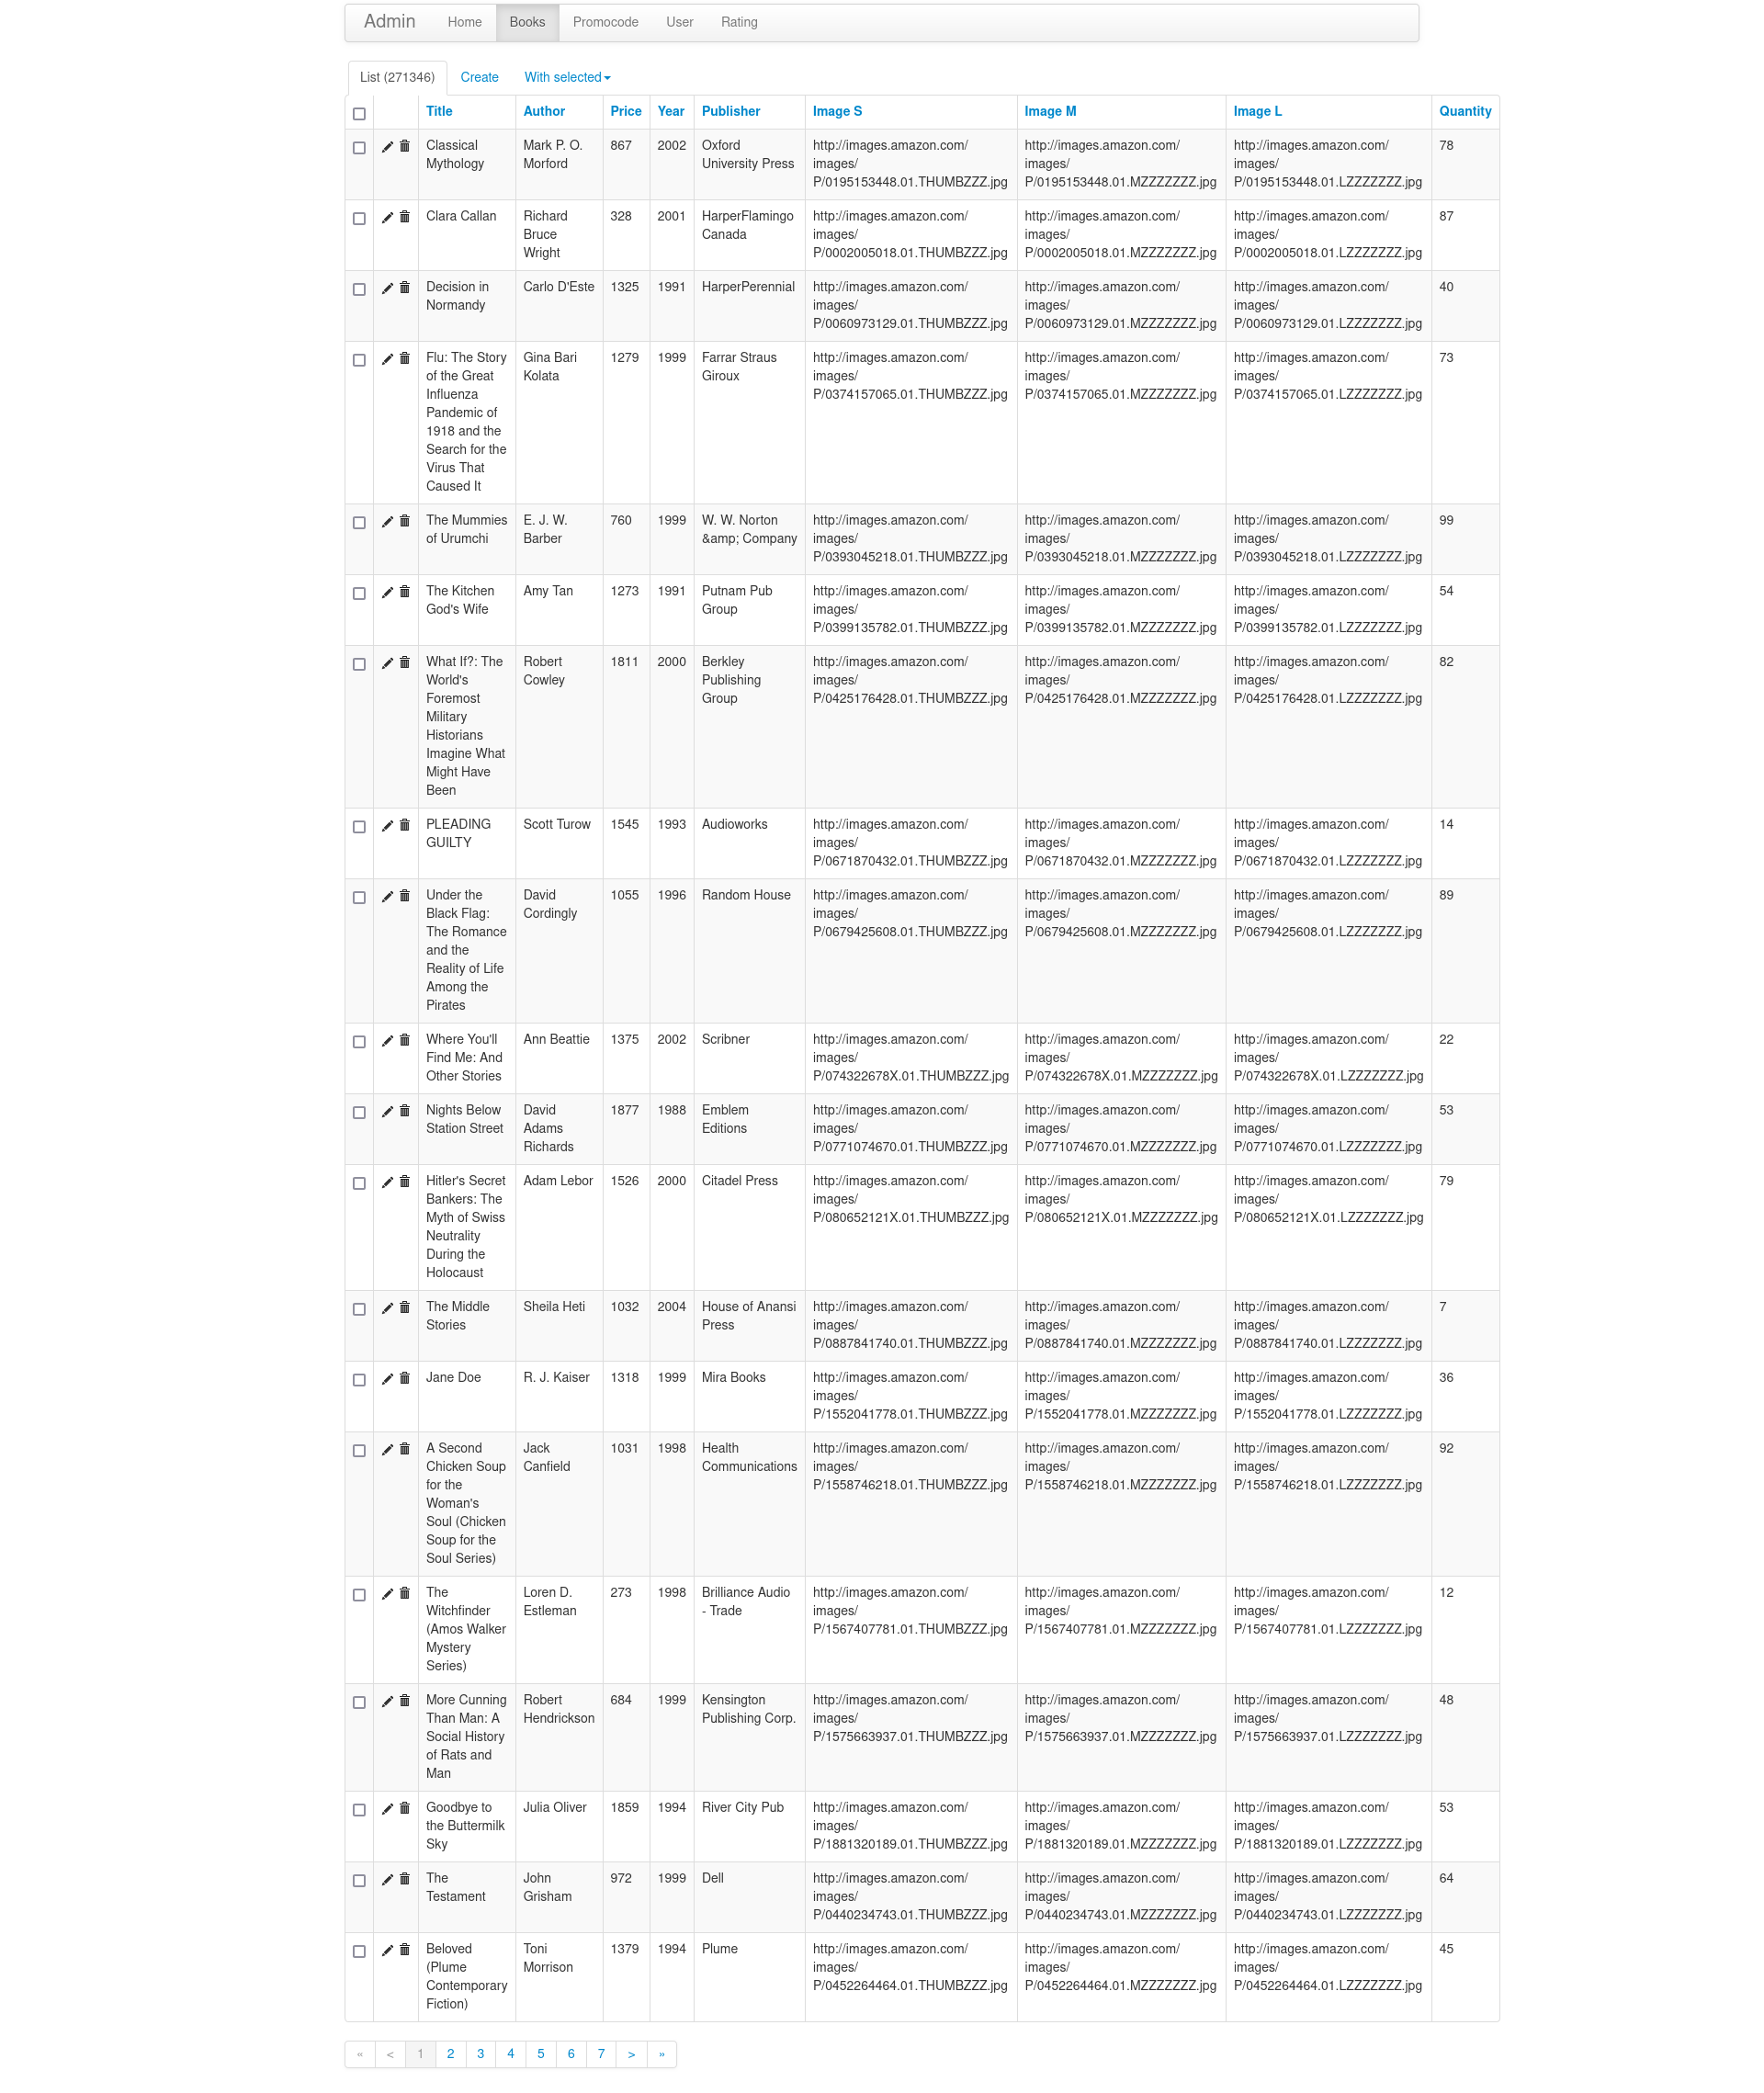 Admin Home Books Promocode User Rating
List (271346) Create With selected
Title Author Price Year Publisher Image S Image M Image L Quantity
Classical Mark P. O. 867 2002 Oxford http://images.amazon.com/ http://images.amazon.com/ http://images.amazon.com/ 78
Mythology Morford University Press images/ images/ images/
P/0195153448.01.THUMBZZZ.jpg P/0195153448.01.MZZZZZZZ.jpg P/0195153448.01.LZZZZZZZ.jpg
Clara Callan Richard 328 2001 HarperFlamingo http://images.amazon.com/ http://images.amazon.com/ http://images.amazon.com/ 87
Bruce Canada images/ images/ images/
Wright P/0002005018.01.THUMBZZZ.jpg P/0002005018.01.MZZZZZZZ.jpg P/0002005018.01.LZZZZZZZ.jpg
Decision in Carlo D'Este 1325 1991 HarperPerennial http://images.amazon.com/ http://images.amazon.com/ http://images.amazon.com/ 40
Normandy images/ images/ images/
P/0060973129.01.THUMBZZZ.jpg P/0060973129.01.MZZZZZZZ.jpg P/0060973129.01.LZZZZZZZ.jpg
Flu: The Story Gina Bari 1279 1999 Farrar Straus http://images.amazon.com/ http://images.amazon.com/ http://images.amazon.com/ 73
of the Great Kolata Giroux images/ images/ images/
Influenza P/0374157065.01.THUMBZZZ.jpg P/0374157065.01.MZZZZZZZ.jpg P/0374157065.01.LZZZZZZZ.jpg
Pandemic of
1918 and the
Search for the
Virus That
Caused It
The Mummies E. J. W. 760 1999 W. W. Norton http://images.amazon.com/ http://images.amazon.com/ http://images.amazon.com/ 99
of Urumchi Barber &amp; Company images/ images/ images/
P/0393045218.01.THUMBZZZ.jpg P/0393045218.01.MZZZZZZZ.jpg P/0393045218.01.LZZZZZZZ.jpg
The Kitchen Amy Tan 1273 1991 Putnam Pub http://images.amazon.com/ http://images.amazon.com/ http://images.amazon.com/ 54
God's Wife Group images/ images/ images/
P/0399135782.01.THUMBZZZ.jpg P/0399135782.01.MZZZZZZZ.jpg P/0399135782.01.LZZZZZZZ.jpg
What If?: The Robert 1811 2000 Berkley http://images.amazon.com/ http://images.amazon.com/ http://images.amazon.com/ 82
World's Cowley Publishing images/ images/ images/
Foremost Group P/0425176428.01.THUMBZZZ.jpg P/0425176428.01.MZZZZZZZ.jpg P/0425176428.01.LZZZZZZZ.jpg
Military
Historians
Imagine What
Might Have
Been
PLEADING Scott Turow 1545 1993 Audioworks http://images.amazon.com/ http://images.amazon.com/ http://images.amazon.com/ 14
GUILTY images/ images/ images/
P/0671870432.01.THUMBZZZ.jpg P/0671870432.01.MZZZZZZZ.jpg P/0671870432.01.LZZZZZZZ.jpg
Under the David 1055 1996 Random House http://images.amazon.com/ http://images.amazon.com/ http://images.amazon.com/ 89
Black Flag: Cordingly images/ images/ images/
The Romance P/0679425608.01.THUMBZZZ.jpg P/0679425608.01.MZZZZZZZ.jpg P/0679425608.01.LZZZZZZZ.jpg
and the
Reality of Life
Among the
Pirates
Where You'll Ann Beattie 1375 2002 Scribner http://images.amazon.com/ http://images.amazon.com/ http://images.amazon.com/ 22
Find Me: And images/ images/ images/
Other Stories P/074322678X.01.THUMBZZZ.jpg P/074322678X.01.MZZZZZZZ.jpg P/074322678X.01.LZZZZZZZ.jpg
Nights Below David 1877 1988 Emblem http://images.amazon.com/ http://images.amazon.com/ http://images.amazon.com/ 53
Station Street Adams Editions images/ images/ images/
Richards P/0771074670.01.THUMBZZZ.jpg P/0771074670.01.MZZZZZZZ.jpg P/0771074670.01.LZZZZZZZ.jpg
Hitler's Secret Adam Lebor 1526 2000 Citadel Press http://images.amazon.com/ http://images.amazon.com/ http://images.amazon.com/ 79
Bankers: The images/ images/ images/
Myth of Swiss P/080652121X.01.THUMBZZZ.jpg P/080652121X.01.MZZZZZZZ.jpg P/080652121X.01.LZZZZZZZ.jpg
Neutrality
During the
Holocaust
The Middle Sheila Heti 1032 2004 House of Anansi http://images.amazon.com/ http://images.amazon.com/ http://images.amazon.com/ 7
Stories Press images/ images/ images/
P/0887841740.01.THUMBZZZ.jpg P/0887841740.01.MZZZZZZZ.jpg P/0887841740.01.LZZZZZZZ.jpg
Jane Doe R. J. Kaiser 1318 1999 Mira Books http://images.amazon.com/ http://images.amazon.com/ http://images.amazon.com/ 36
images/ images/ images/
P/1552041778.01.THUMBZZZ.jpg P/1552041778.01.MZZZZZZZ.jpg P/1552041778.01.LZZZZZZZ.jpg
A Second Jack 1031 1998 Health http://images.amazon.com/ http://images.amazon.com/ http://images.amazon.com/ 92
Chicken Soup Canfield Communications images/ images/ images/
for the P/1558746218.01.THUMBZZZ.jpg P/1558746218.01.MZZZZZZZ.jpg P/1558746218.01.LZZZZZZZ.jpg
Woman's
Soul (Chicken
Soup for the
Soul Series)
The Loren D. 273 1998 Brilliance Audio http://images.amazon.com/ http://images.amazon.com/ http://images.amazon.com/ 12
Witchfinder Estleman - Trade images/ images/ images/
(Amos Walker P/1567407781.01.THUMBZZZ.jpg P/1567407781.01.MZZZZZZZ.jpg P/1567407781.01.LZZZZZZZ.jpg
Mystery
Series)
More Cunning Robert 684 1999 Kensington http://images.amazon.com/ http://images.amazon.com/ http://images.amazon.com/ 48
Than Man: A Hendrickson Publishing Corp. images/ images/ images/
Social History P/1575663937.01.THUMBZZZ.jpg P/1575663937.01.MZZZZZZZ.jpg P/1575663937.01.LZZZZZZZ.jpg
of Rats and
Man
Goodbye to Julia Oliver 1859 1994 River City Pub http://images.amazon.com/ http://images.amazon.com/ http://images.amazon.com/ 53
the Buttermilk images/ images/ images/
Sky P/1881320189.01.THUMBZZZ.jpg P/1881320189.01.MZZZZZZZ.jpg P/1881320189.01.LZZZZZZZ.jpg
The John 972 1999 Dell http://images.amazon.com/ http://images.amazon.com/ http://images.amazon.com/ 64
Testament Grisham images/ images/ images/
P/0440234743.01.THUMBZZZ.jpg P/0440234743.01.MZZZZZZZ.jpg P/0440234743.01.LZZZZZZZ.jpg
Beloved Toni 1379 1994 Plume http://images.amazon.com/ http://images.amazon.com/ http://images.amazon.com/ 45
(Plume Morrison images/ images/ images/
Contemporary P/0452264464.01.THUMBZZZ.jpg P/0452264464.01.MZZZZZZZ.jpg P/0452264464.01.LZZZZZZZ.jpg
Fiction)
« < 1 2 3 4 5 6 7 > »